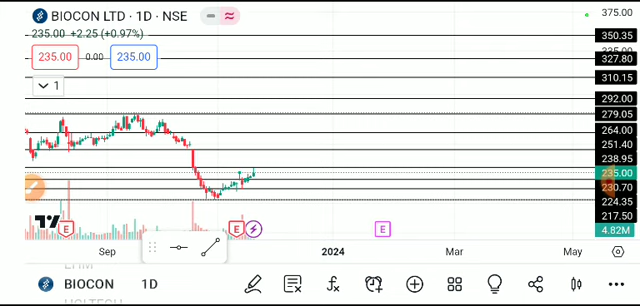 BIOCON LTD · 1D · NSE
235.00 +2.25 (+0.97%)
235.00 0.00 235.00
1
375.00
350.35
327.80
310.15
292.00
279.05
264.00
251.40
238.95
235.00
230.70
224.35
217.50
4.82M
E E E
Sep 2024 Mar May
BIOCON 1D